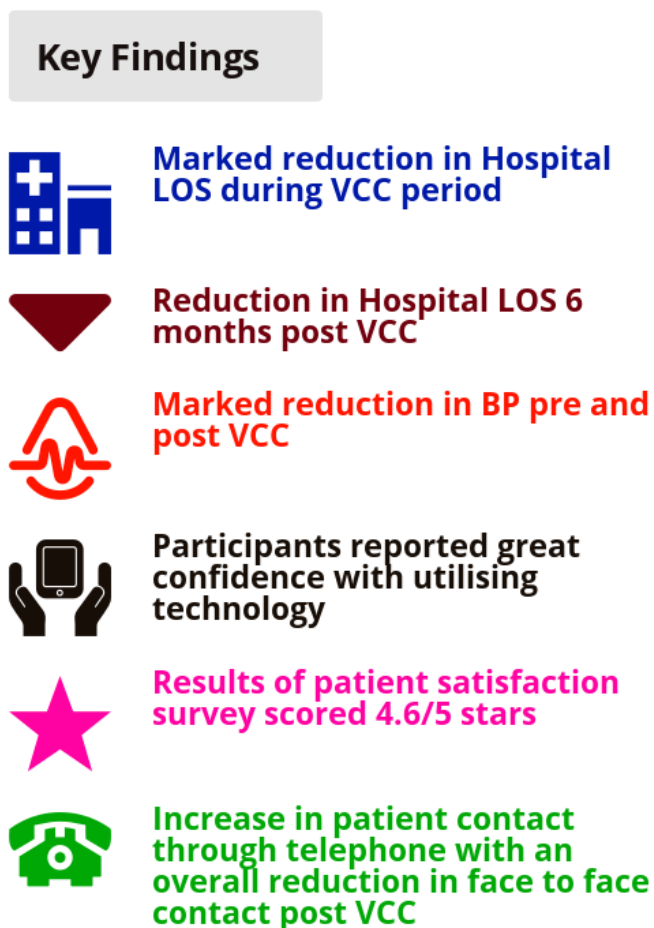 Key Findings
Marked reduction in Hospital
LOS during VCC period
Reduction in Hospital LOS 6
months post VCC
Marked reduction in BP pre and
post VCC
Participants reported great
confidence with utilising
technology
Results of patient satisfaction
survey scored 4.6/5 stars
Increase in patient contact
through telephone with an
overall reduction in face to face
contact post VCC